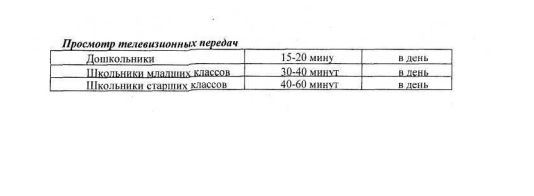 Просмотр телевизионных передач
Дошкольники 15-20 мину в день
Школьники младших классов 30-40 минут в день
Школьники старших классов 40-60 минут в день